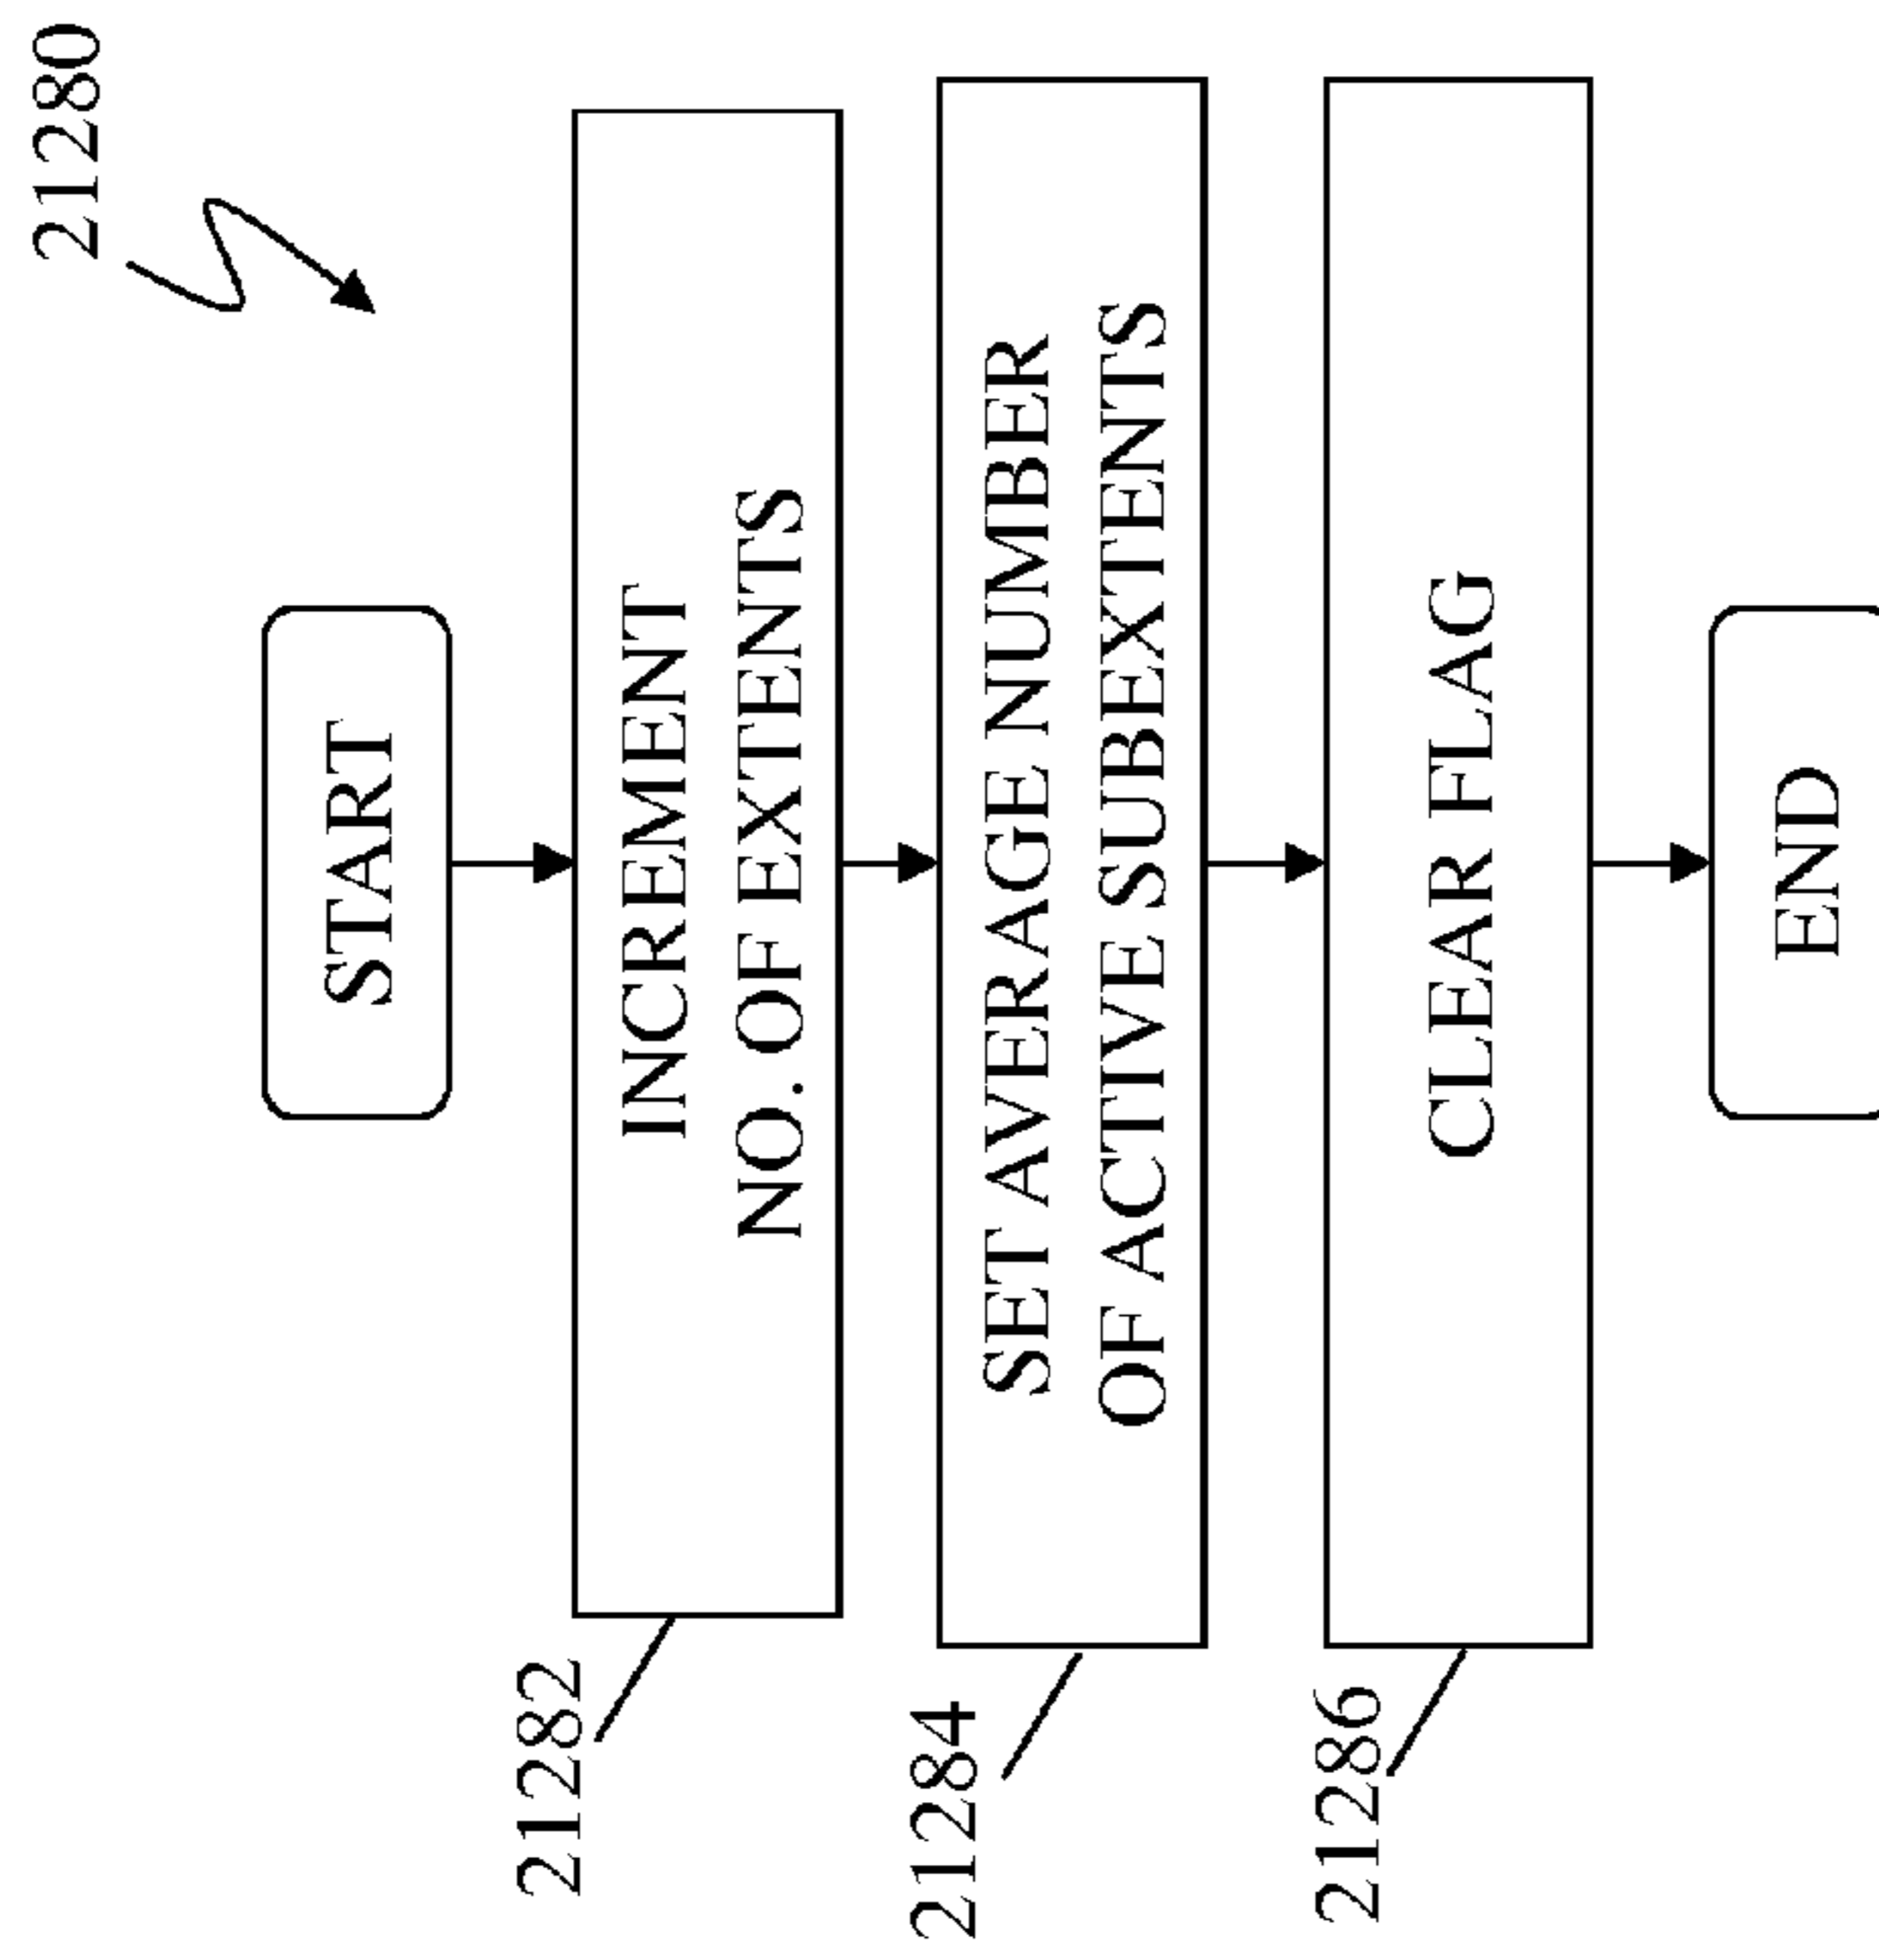 21280
START
21282
INCREMENT
NO. OF EXTENTS
21284
SET AVERAGE NUMBER
OF ACTIVE SUBEXTENTS
21286
CLEAR FLAG
END